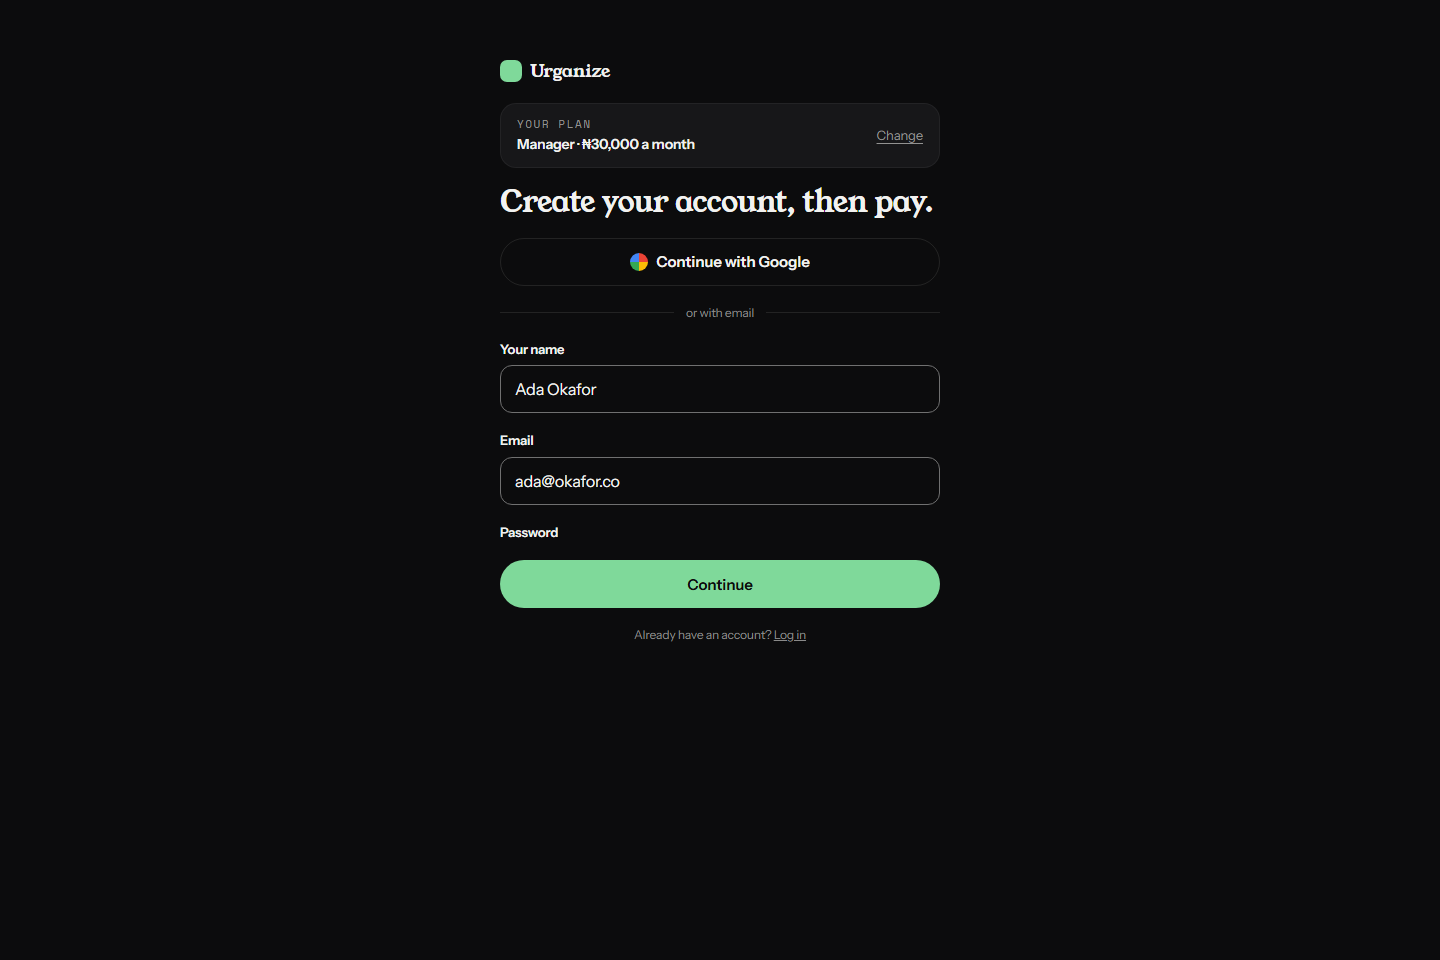 Urganize
YOUR PLAN
Manager · ₦30,000 a month
Change
Create your account, then pay.
Continue with Google
or with email
Your name
Ada Okafor
Email
ada@okafor.co
Password
Continue
Already have an account? Log in